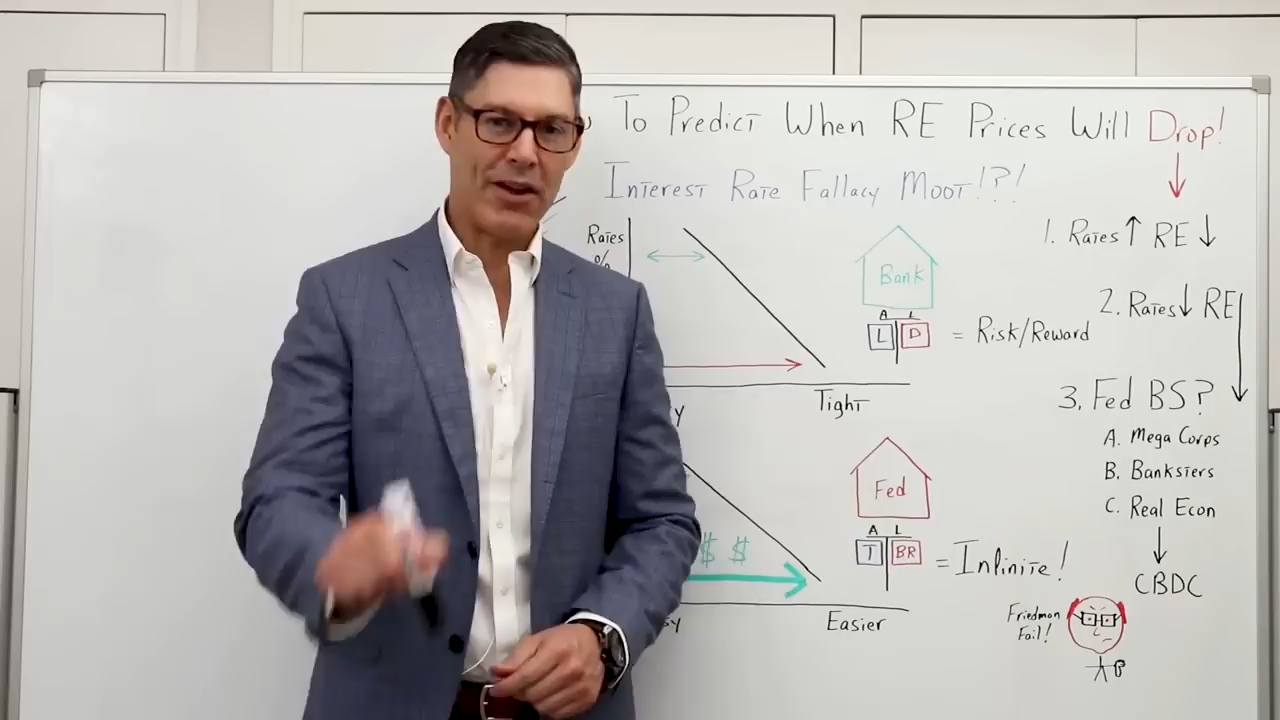 To Predict When RE Prices Will Drop!
Interest Rate Fallacy Moot!?!
Rates
%
Tight
Bank
A L
L D
= Risk/Reward
1. Rates ↑ RE ↓
2. Rates ↓ RE
3. Fed BS?
A. Mega Corps
B. Banksters
C. Real Econ
CBDC
Fed
A L
T BR
= Infinite!
$ $
Easier
Friedman
Fail!